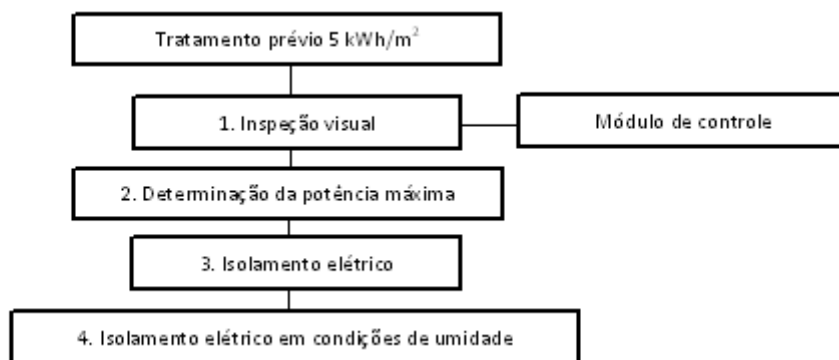 Tratamento prévio 5 kWh/m²
1. Inspeção visual
Módulo de controle
2. Determinação da potência máxima
3. Isolamento elétrico
4. Isolamento elétrico em condições de umidade